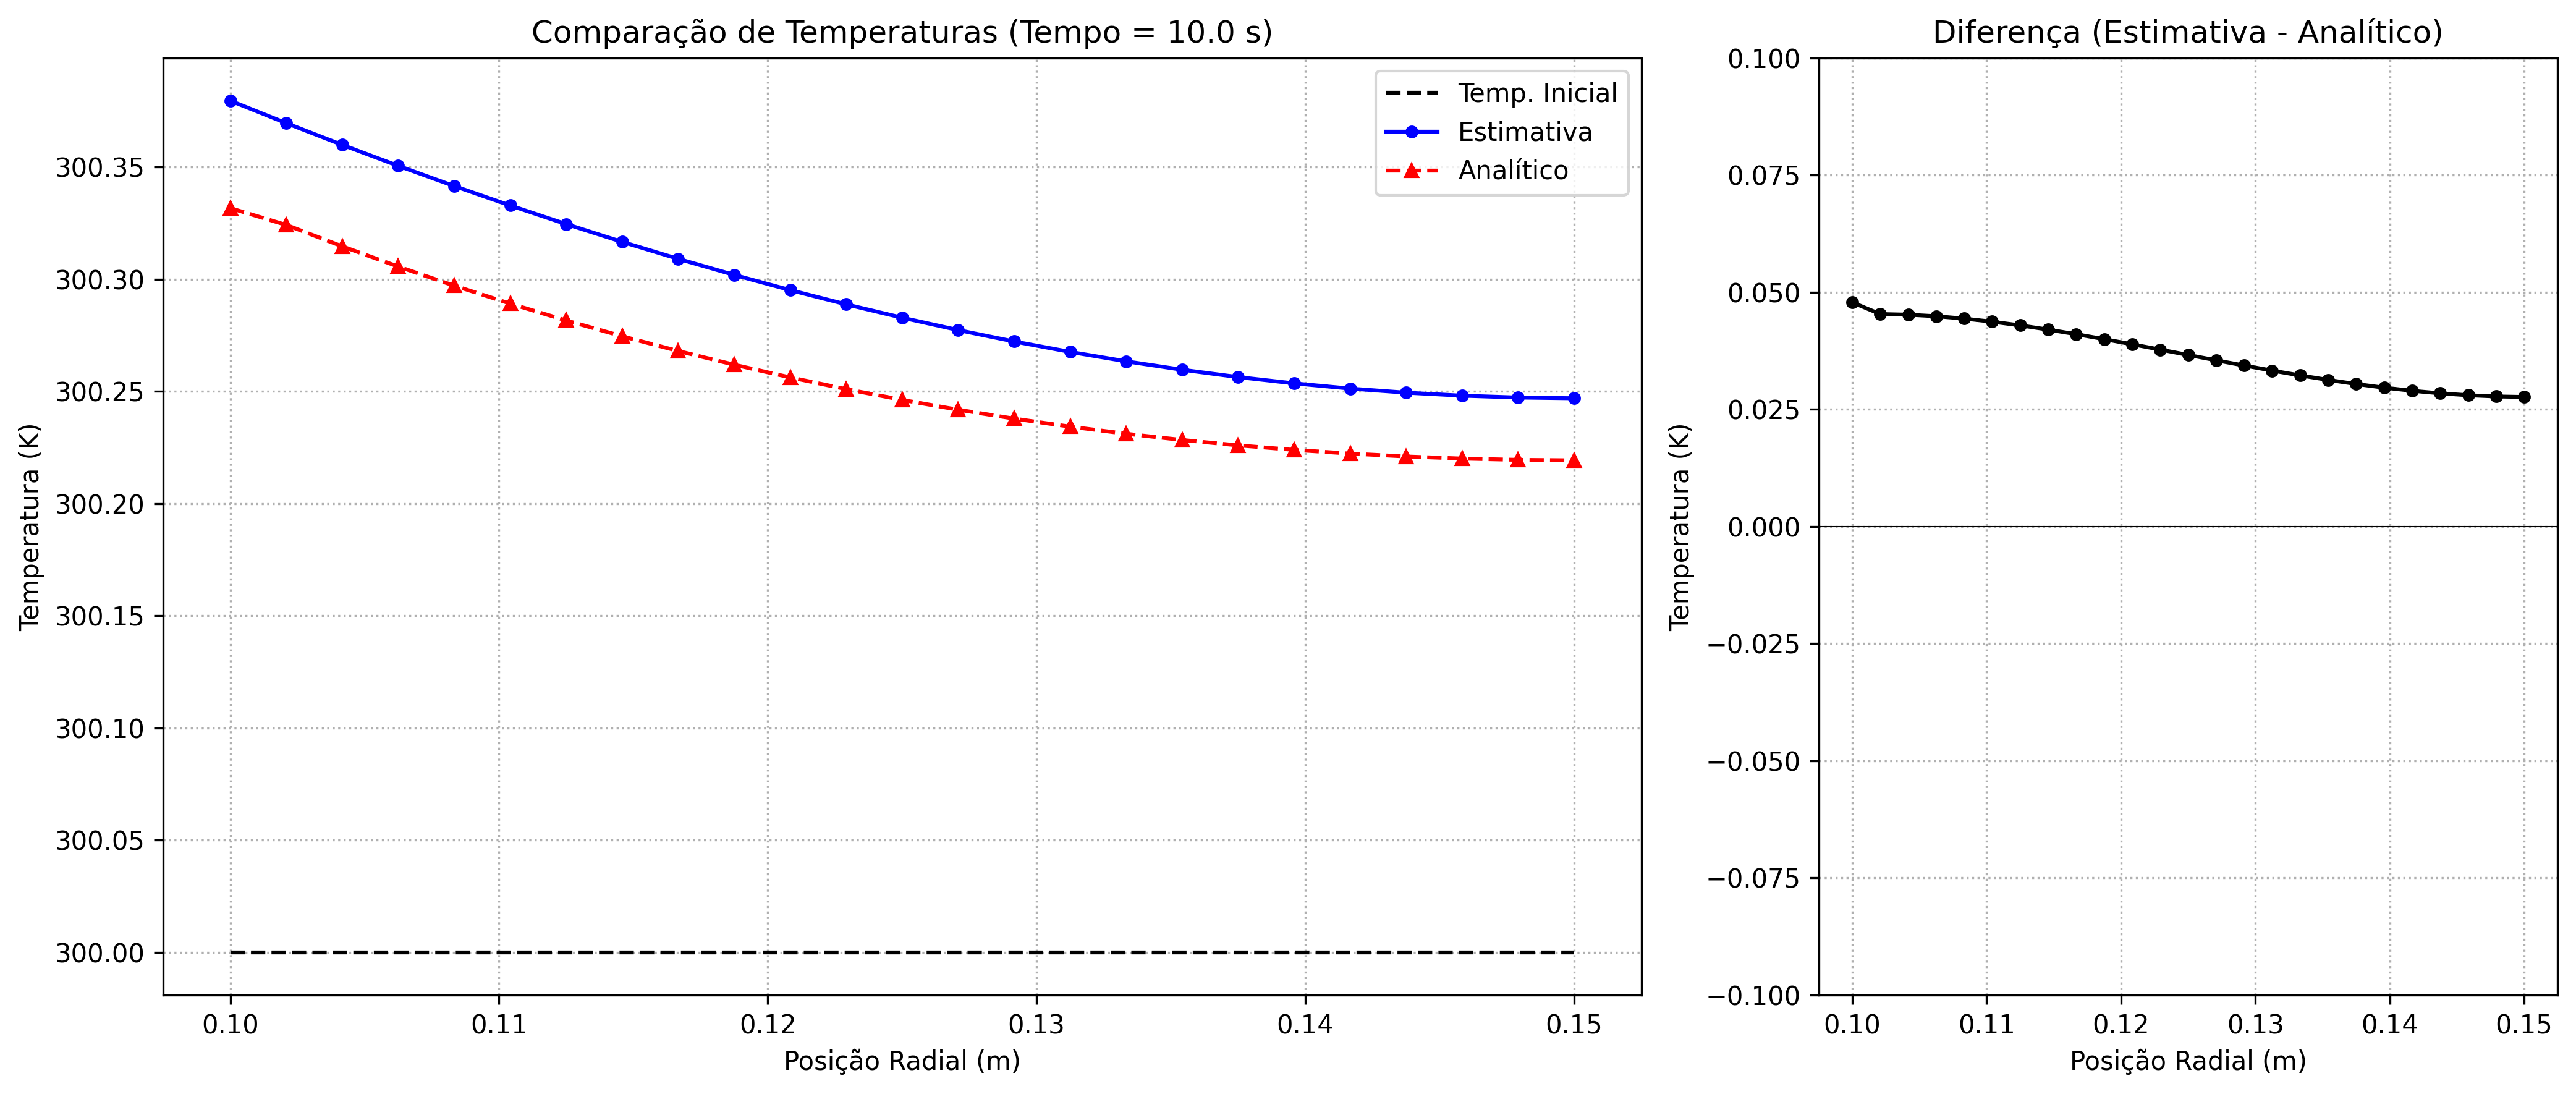 Comparação de Temperaturas (Tempo = 10.0 s)
Temp. Inicial
Estimativa
Analítico
Temperatura (K)
300.35
300.30
300.25
300.20
300.15
300.10
300.05
300.00
0.10 0.11 0.12 0.13 0.14 0.15
Posição Radial (m)
Diferença (Estimativa - Analítico)
Temperatura (K)
0.100
0.075
0.050
0.025
0.000
−0.025
−0.050
−0.075
−0.100
0.10 0.11 0.12 0.13 0.14 0.15
Posição Radial (m)